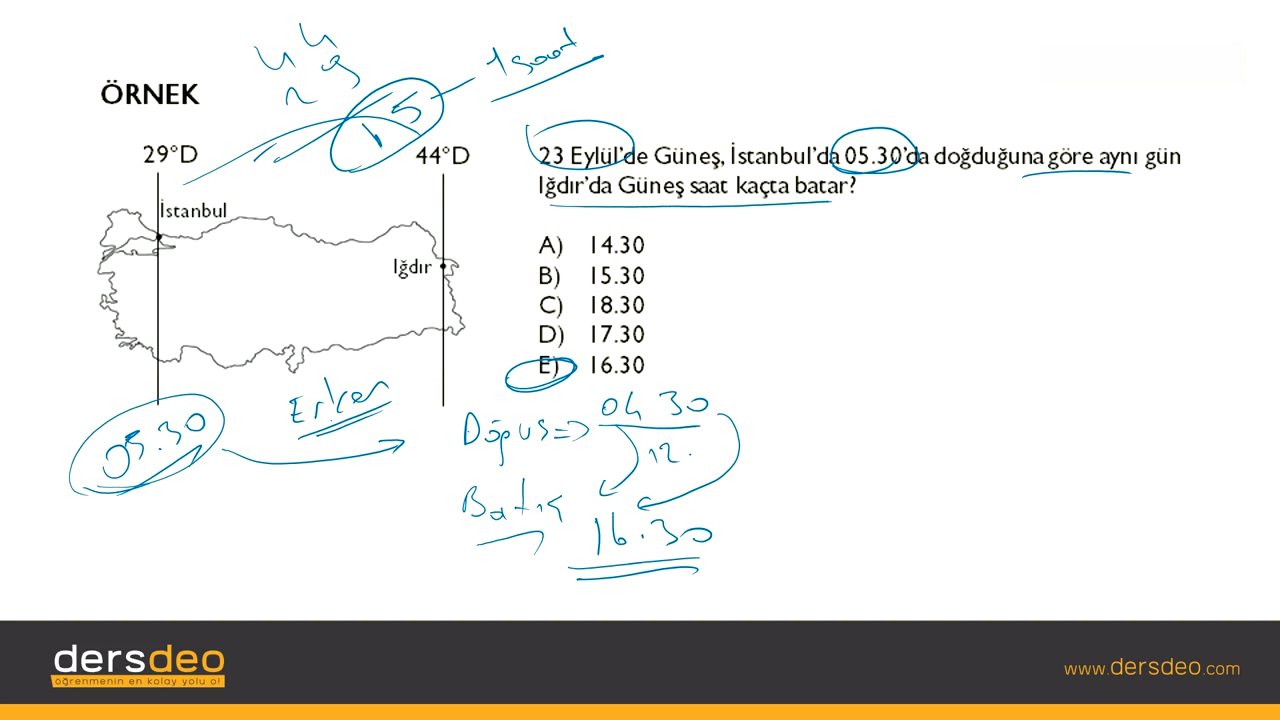 44
29
15
1 saat
ÖRNEK
29°D
44°D
İstanbul
Iğdır
23 Eylül'de Güneş, İstanbul'da 05.30'da doğduğuna göre aynı gün
Iğdır'da Güneş saat kaçta batar?
A) 14.30
B) 15.30
C) 18.30
D) 17.30
E) 16.30
05.30
Erken
Doğuş => 04 30
12.
Batış
16.30
dersdeo
öğrenmenin en kolay yolu o!
www.dersdeo.com